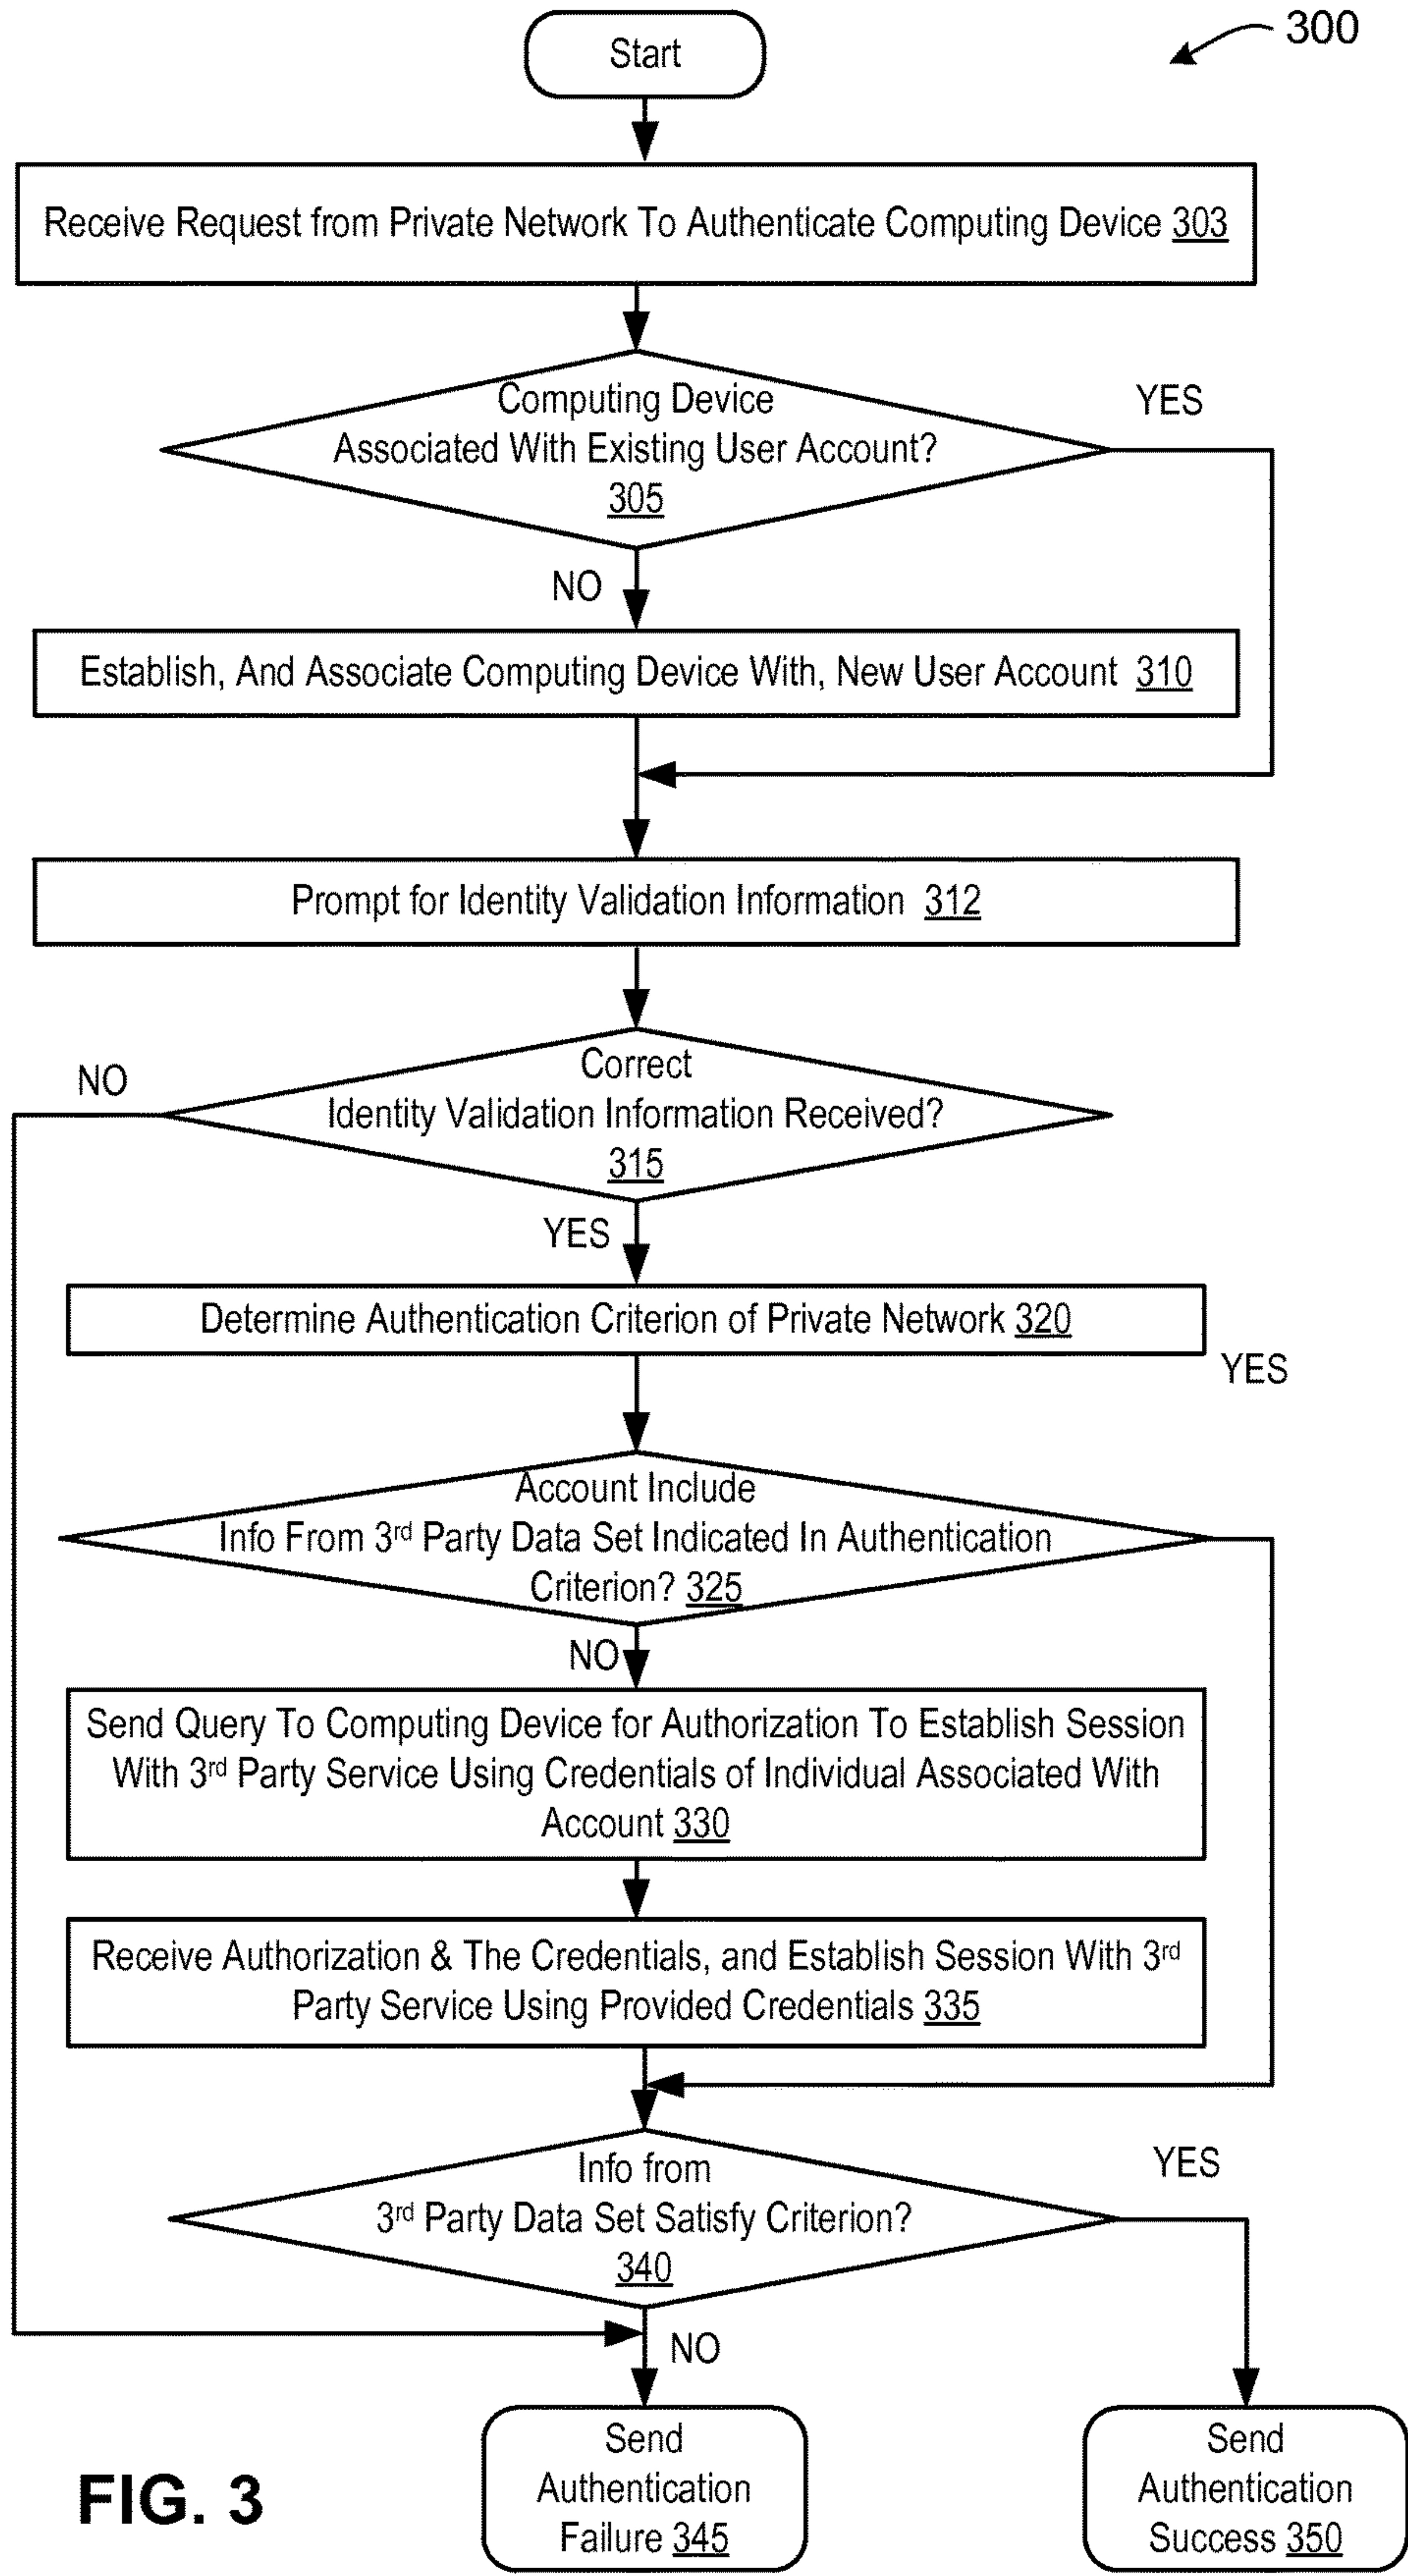 300
Start
Receive Request from Private Network To Authenticate Computing Device 303
Computing Device
Associated With Existing User Account?
305
YES
NO
Establish, And Associate Computing Device With, New User Account 310
Prompt for Identity Validation Information 312
NO
Correct
Identity Validation Information Received?
315
YES
Determine Authentication Criterion of Private Network 320
YES
Account Include
Info From 3rd Party Data Set Indicated In Authentication
Criterion? 325
NO
Send Query To Computing Device for Authorization To Establish Session
With 3rd Party Service Using Credentials of Individual Associated With
Account 330
Receive Authorization & The Credentials, and Establish Session With 3rd
Party Service Using Provided Credentials 335
Info from
3rd Party Data Set Satisfy Criterion?
340
YES
NO
Send
Authentication
Failure 345
Send
Authentication
Success 350
FIG. 3